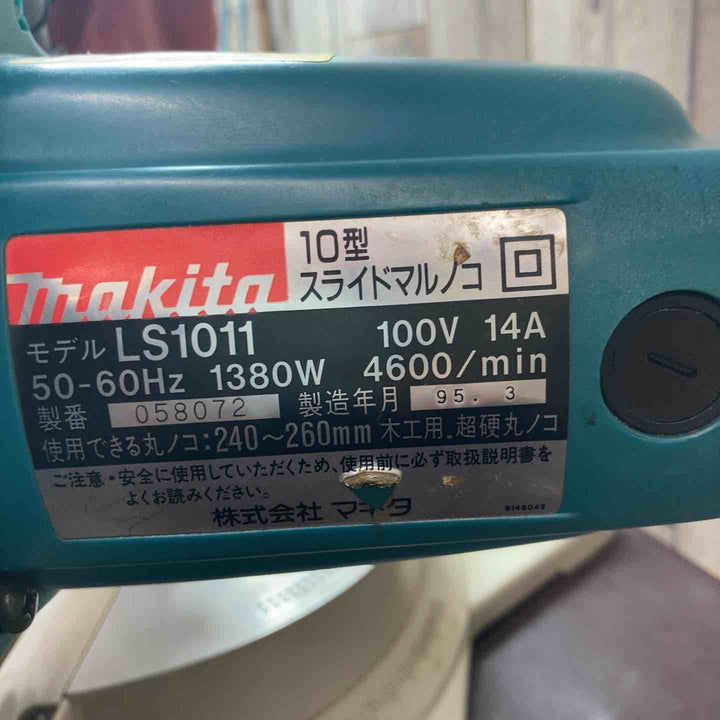 makita
10型
スライドマルノコ
モデル LS1011 100V 14A
50-60Hz 1380W 4600/min
製番 058072 製造年月 95. 3
使用できる丸ノコ:240~260mm 木工用.超硬丸ノコ
ご注意・安全に使用していただくため、使用前に必ず取扱説明書を
よくお読みください。
株式会社 マキタ